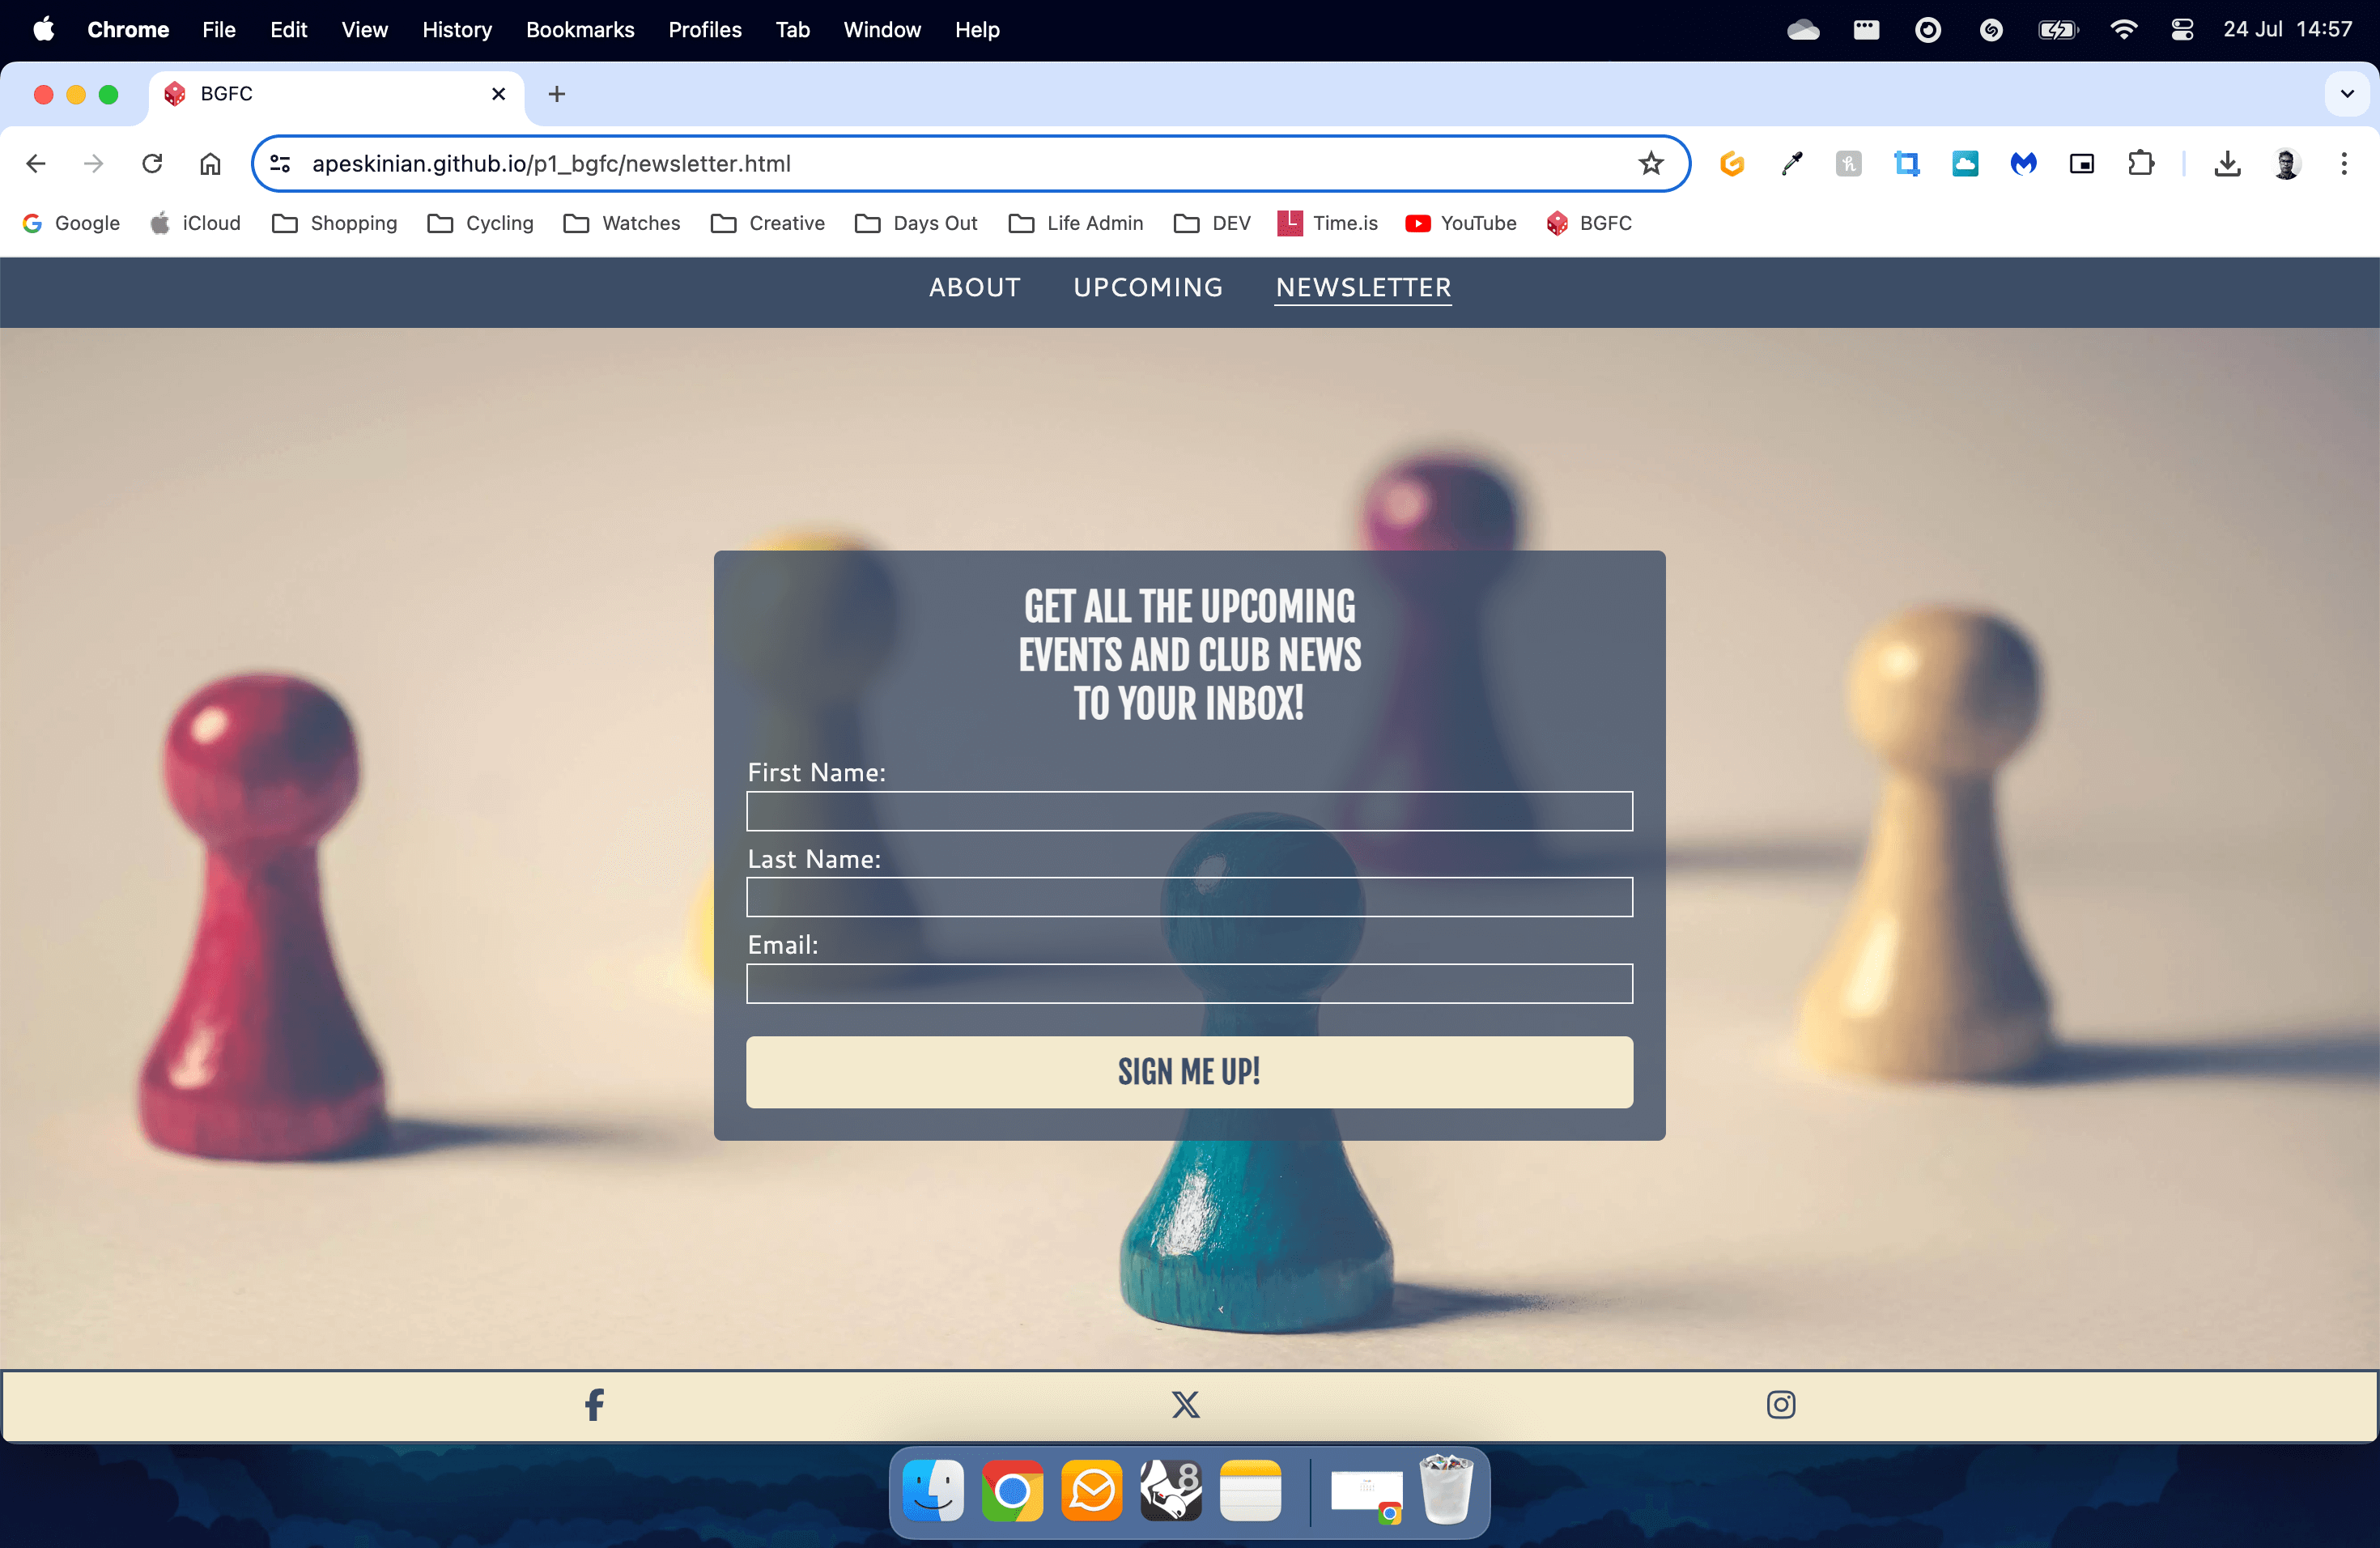 Chrome File Edit View History Bookmarks Profiles Tab Window Help 24 Jul 14:57
BGFC
apeskinian.github.io/p1_bgfc/newsletter.html
Google iCloud Shopping Cycling Watches Creative Days Out Life Admin DEV Time.is YouTube BGFC
ABOUT UPCOMING NEWSLETTER
GET ALL THE UPCOMING
EVENTS AND CLUB NEWS
TO YOUR INBOX!
First Name:
Last Name:
Email:
SIGN ME UP!
8